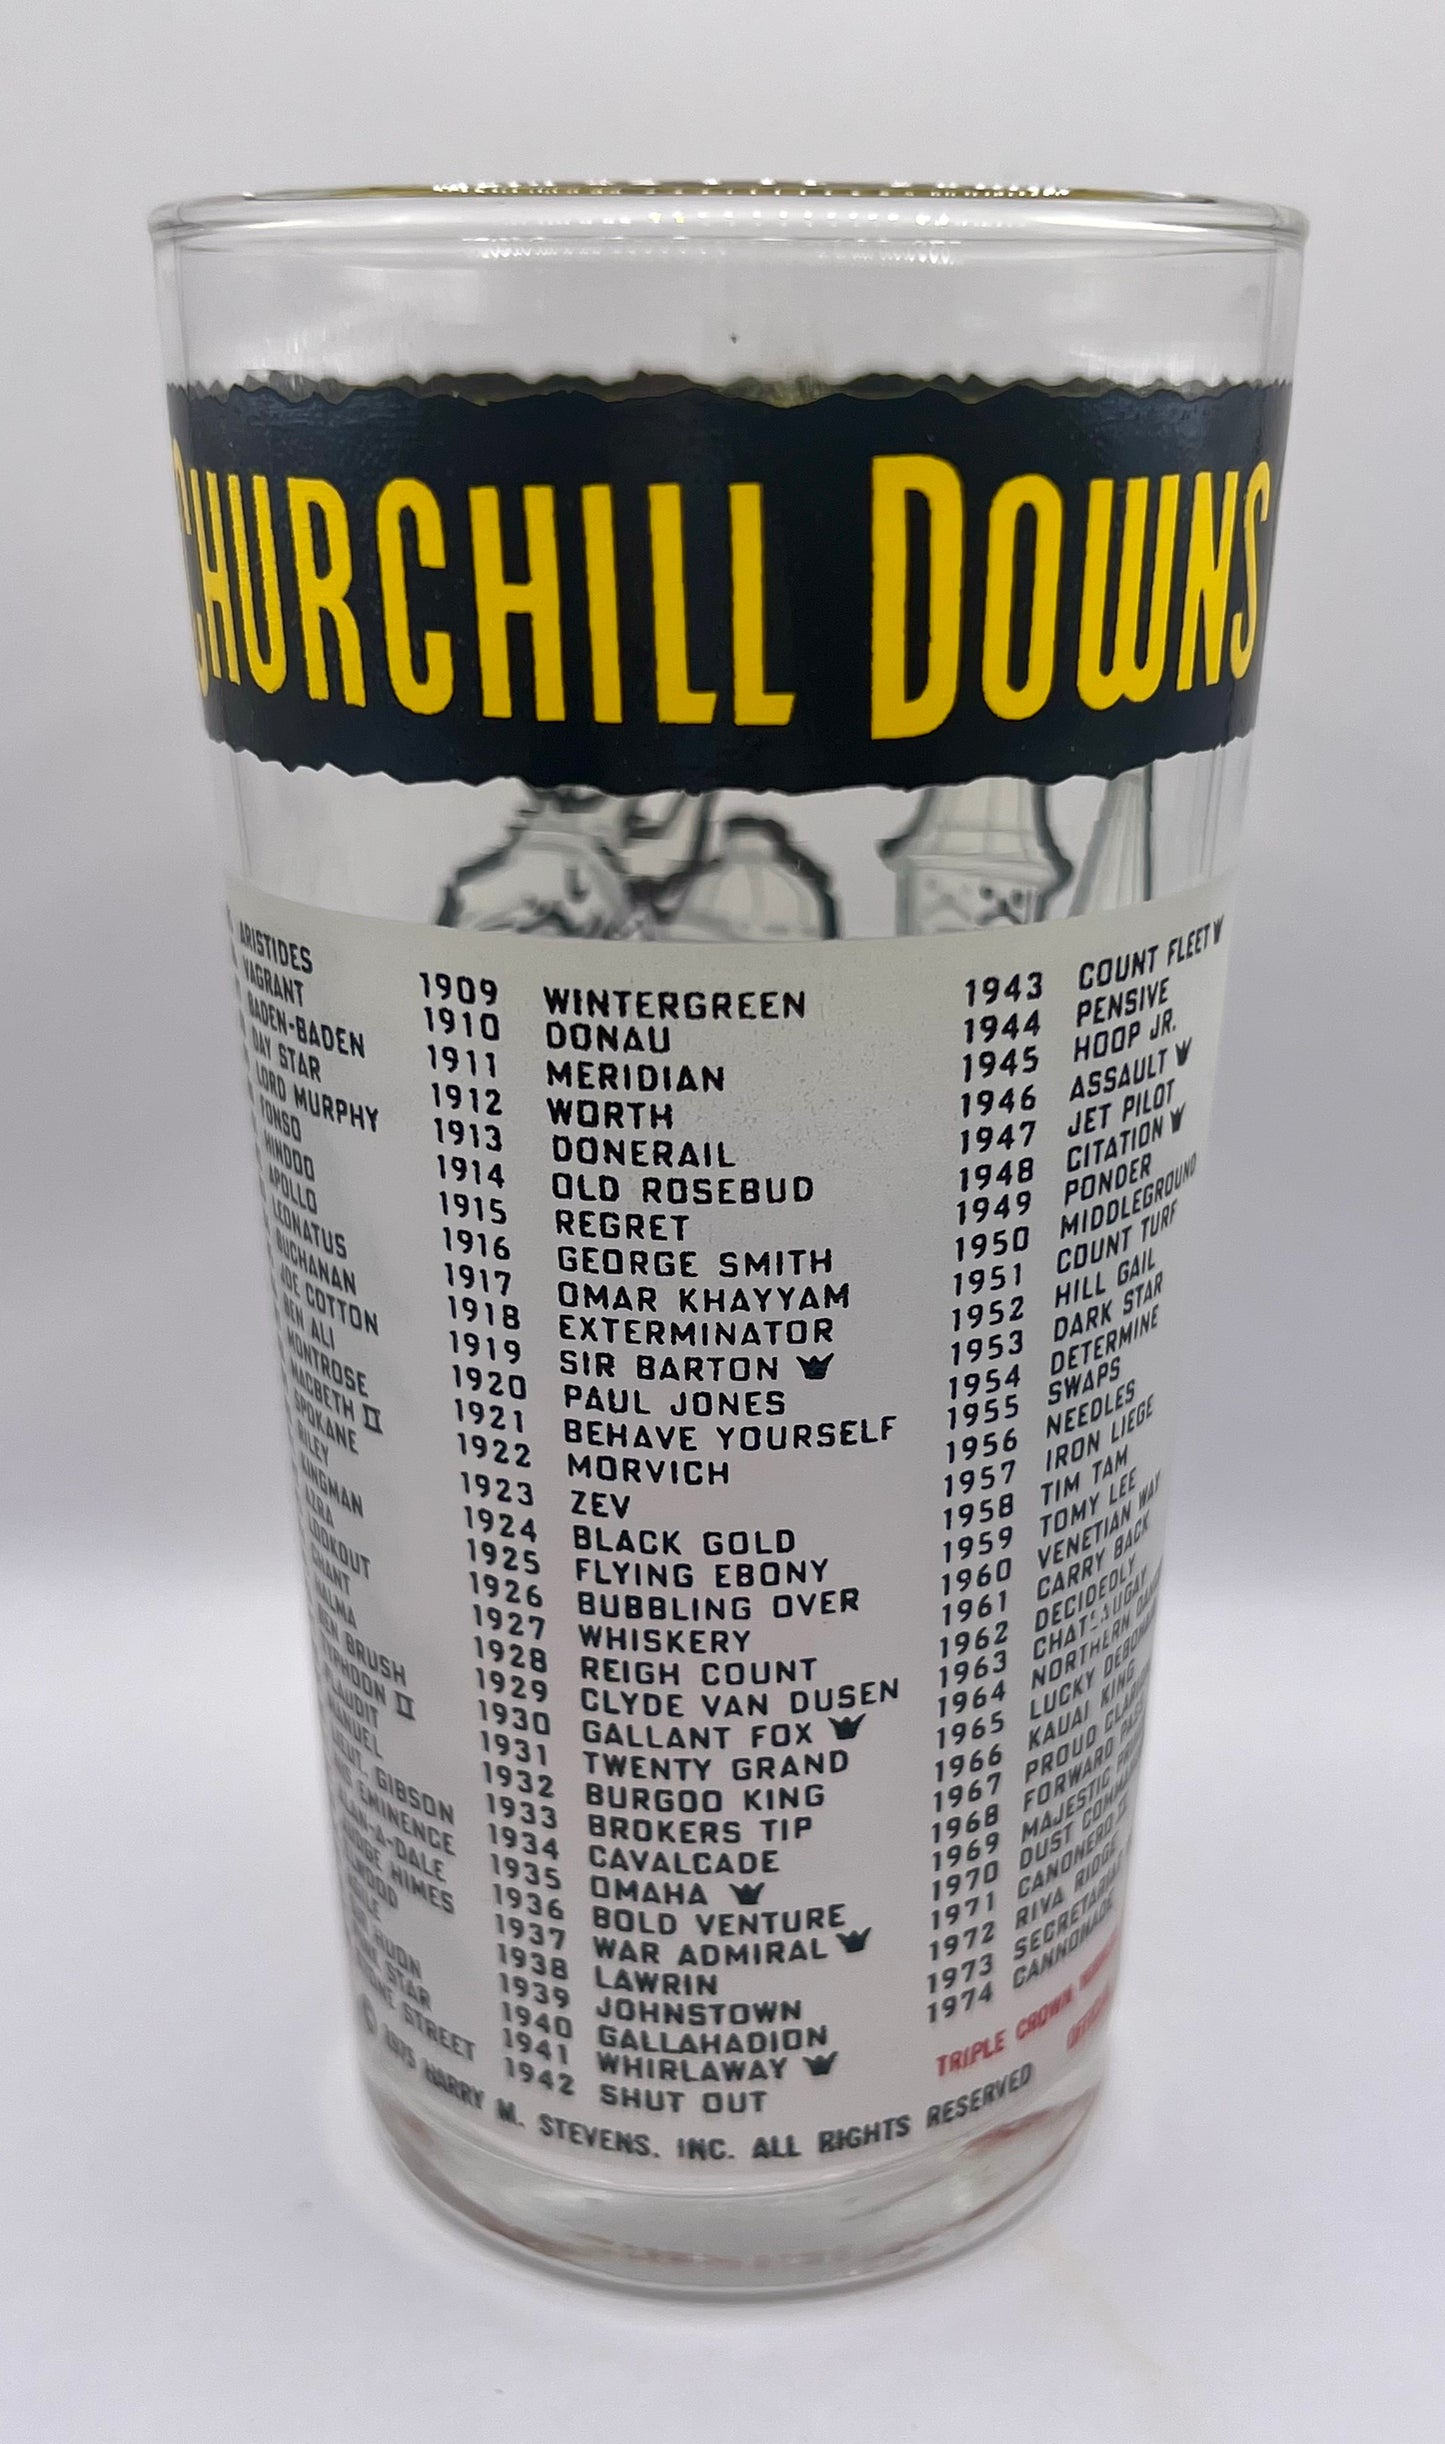 CHURCHILL DOWNS
ARISTIDES
VAGRANT
BADEN-BADEN
DAY STAR
LORD MURPHY
FONSO
HINDOO
APOLLO
LEONATUS
BUCHANAN
JOE COTTON
BEN ALI
MONTROSE
MACBETH II
SPOKANE
RILEY
KINGMAN
AZRA
LOOKOUT
CHANT
HALMA
BEN BRUSH
TYPHOON II
PLAUDIT
MANUEL
LIEUT. GIBSON
EMINENCE
ALAN-A-DALE
JUDGE HIMES
ELWOOD
AGILE
HUON
STAR
STREET
1909 WINTERGREEN
1910 DONAU
1911 MERIDIAN
1912 WORTH
1913 DONERAIL
1914 OLD ROSEBUD
1915 REGRET
1916 GEORGE SMITH
1917 OMAR KHAYYAM
1918 EXTERMINATOR
1919 SIR BARTON
1920 PAUL JONES
1921 BEHAVE YOURSELF
1922 MORVICH
1923 ZEV
1924 BLACK GOLD
1925 FLYING EBONY
1926 BUBBLING OVER
1927 WHISKERY
1928 REIGH COUNT
1929 CLYDE VAN DUSEN
1930 GALLANT FOX
1931 TWENTY GRAND
1932 BURGOO KING
1933 BROKERS TIP
1934 CAVALCADE
1935 OMAHA
1936 BOLD VENTURE
1937 WAR ADMIRAL
1938 LAWRIN
1939 JOHNSTOWN
1940 GALLAHADION
1941 WHIRLAWAY
1942 SHUT OUT
1943 COUNT FLEET
1944 PENSIVE
1945 HOOP JR.
1946 ASSAULT
1947 JET PILOT
1948 CITATION
1949 PONDER
1950 MIDDLEGROUND
1951 COUNT TURF
1952 HILL GAIL
1953 DARK STAR
1954 DETERMINE
1955 SWAPS
1956 NEEDLES
1957 IRON LIEGE
1958 TIM TAM
1959 TOMY LEE
1960 VENETIAN WAY
1961 CARRY BACK
1962 DECIDEDLY
1963 CHATEAUGAY
1964 NORTHERN
1965 LUCKY
1966 KAUAI KING
1967 PROUD
1968 FORWARD
1969 MAJESTIC
1970 DUST
1971 CANONERO II
1972 RIVA RIDGE
1973 SECRETARIAT
1974 CANNONADE
TRIPLE CROWN
© 1975 HARRY M. STEVENS. INC. ALL RIGHTS RESERVED